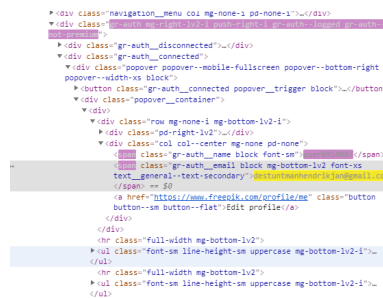 ▶<div class="navigation__menu col mg-none-i pd-none-i">…</div>
▼<div class="gr-auth mg-right-lv2-i push-right-i gr-auth--logged gr-auth--
not-premium">
▶<div class="gr-auth__disconnected">…</div>
▼<div class="gr-auth__connected">
▼<div class="popover popover--mobile-fullscreen popover--bottom-right
popover--width-xs block">
▶<button class="gr-auth__connected popover__trigger block">…</button>
▼<div class="popover__container">
▼<div>
▼<div class="row mg-none-i mg-bottom-lv2-i">
▶<div class="pd-right-lv2">…</div>
▼<div class="col col--center mg-none pd-none">
<span class="gr-auth__name block font-sm"></span>
<span class="gr-auth__email block mg-bottom-lv2 font-xs
text__general--text-secondary">destuntmanhendrikjan@gmail.co
</span> == $0
<a href="https://www.freepik.com/profile/me" class="button
button--sm button--flat">Edit profile</a>
</div>
</div>
<hr class="full-width mg-bottom-lv2">
▶<ul class="font-sm line-height-sm uppercase mg-bottom-lv2-i">…
</ul>
<hr class="full-width mg-bottom-lv2">
▶<ul class="font-sm line-height-sm uppercase mg-bottom-lv2-i">…
</ul>